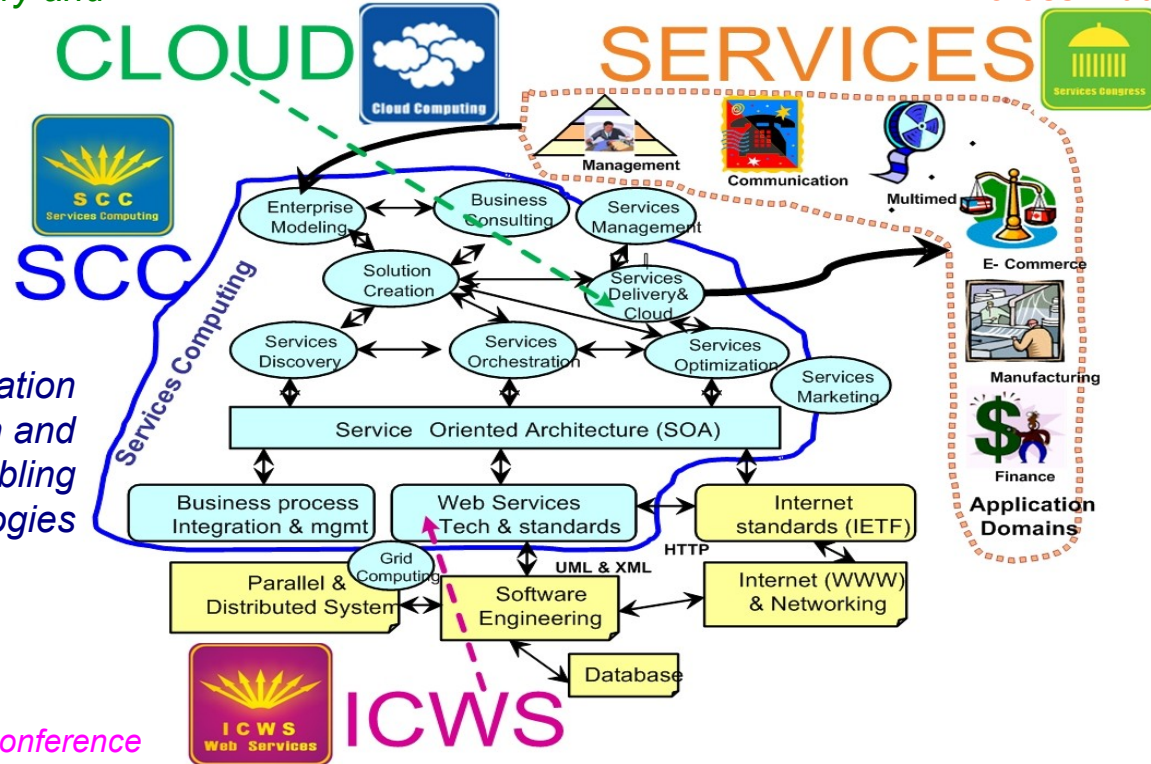 ry and
CLOUD
Cloud Computing
SERVICES
Services Congress
SCC
Services Computing
SCC
Management
Communication
Multimed
E- Commerce
Manufacturing
Finance
Application
Domains
Services Computing
Enterprise
Modeling
Business
Consulting
Services
Management
Solution
Creation
Services
Delivery&
Cloud
Services
Discovery
Services
Orchestration
Services
Optimization
Services
Marketing
Service Oriented Architecture (SOA)
ation
and
bling
ogies
Business process
Integration & mgmt
Web Services
Tech & standards
Internet
standards (IETF)
HTTP
UML & XML
Grid
Computing
Parallel &
Distributed System
Software
Engineering
Internet (WWW)
& Networking
Database
ICWS
Web Services
ICWS
onference